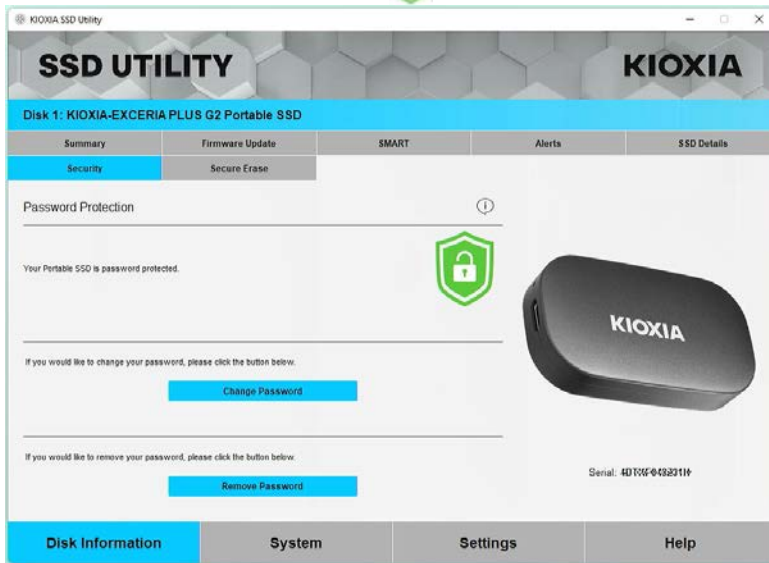 KIOXIA SSD Utility
SSD UTILITY
KIOXIA
Disk 1: KIOXIA-EXCERIA PLUS G2 Portable SSD
Summary Firmware Update SMART Alerts SSD Details
Security Secure Erase
Password Protection
Your Portable SSD is password protected.
KIOXIA
If you would like to change your password, please click the button below.
Change Password
If you would like to remove your password, please click the button below.
Serial:
Remove Password
Disk Information System Settings Help